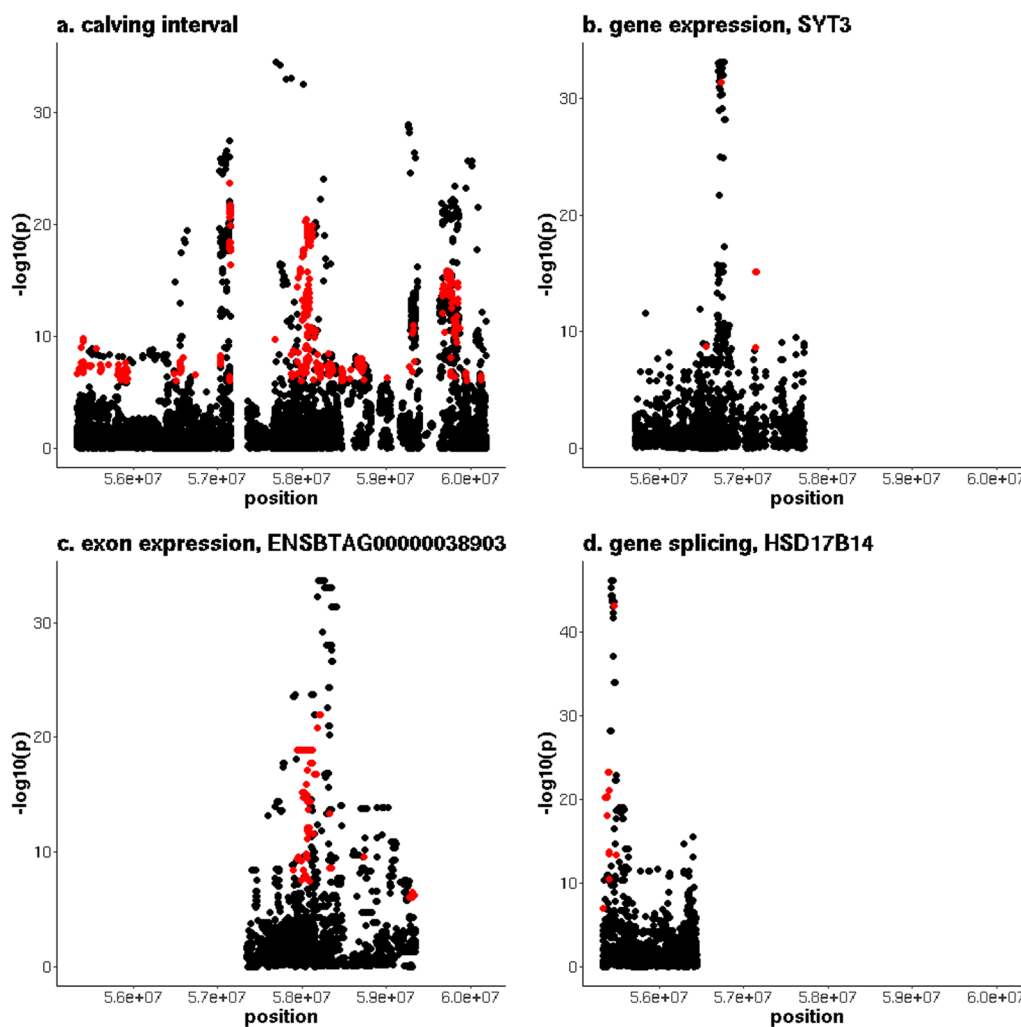 a. calving interval
-log10(p)
30
20
10
0
5.6e+07 5.7e+07 5.8e+07 5.9e+07 6.0e+07
position
b. gene expression, SYT3
-log10(p)
30
20
10
0
5.6e+07 5.7e+07 5.8e+07 5.9e+07 6.0e+07
position
c. exon expression, ENSBTAG00000038903
-log10(p)
30
20
10
0
5.6e+07 5.7e+07 5.8e+07 5.9e+07 6.0e+07
position
d. gene splicing, HSD17B14
-log10(p)
40
30
20
10
0
5.6e+07 5.7e+07 5.8e+07 5.9e+07 6.0e+07
position